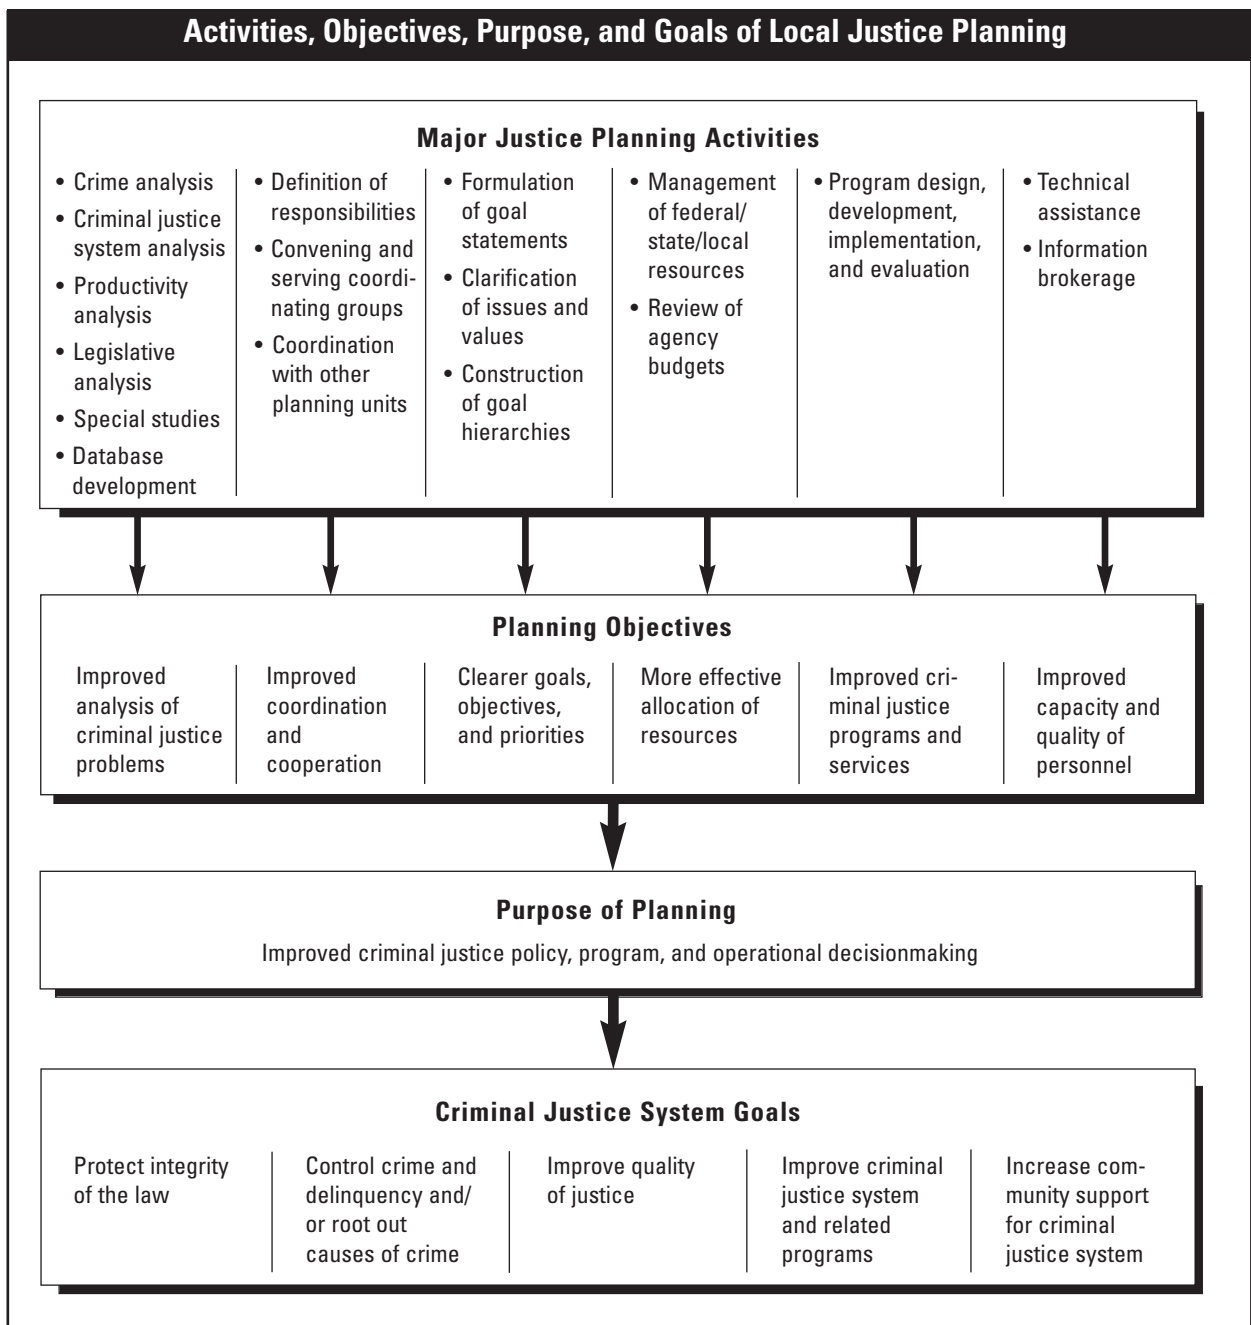 Activities, Objectives, Purpose, and Goals of Local Justice Planning
Major Justice Planning Activities
• Crime analysis
• Criminal justice
system analysis
• Productivity
analysis
• Legislative
analysis
• Special studies
• Database
development
• Definition of
responsibilities
• Convening and
serving coordi-
nating groups
• Coordination
with other
planning units
• Formulation
of goal
statements
• Clarification
of issues and
values
• Construction
of goal
hierarchies
• Management
of federal/
state/local
resources
• Review of
agency
budgets
• Program design,
development,
implementation,
and evaluation
• Technical
assistance
• Information
brokerage
Planning Objectives
Improved
analysis of
criminal justice
problems
Improved
coordination
and
cooperation
Clearer goals,
objectives,
and priorities
More effective
allocation of
resources
Improved cri-
minal justice
programs and
services
Improved
capacity and
quality of
personnel
Purpose of Planning
Improved criminal justice policy, program, and operational decisionmaking
Criminal Justice System Goals
Protect integrity
of the law
Control crime and
delinquency and/
or root out
causes of crime
Improve quality
of justice
Improve criminal
justice system
and related
programs
Increase com-
munity support
for criminal
justice system